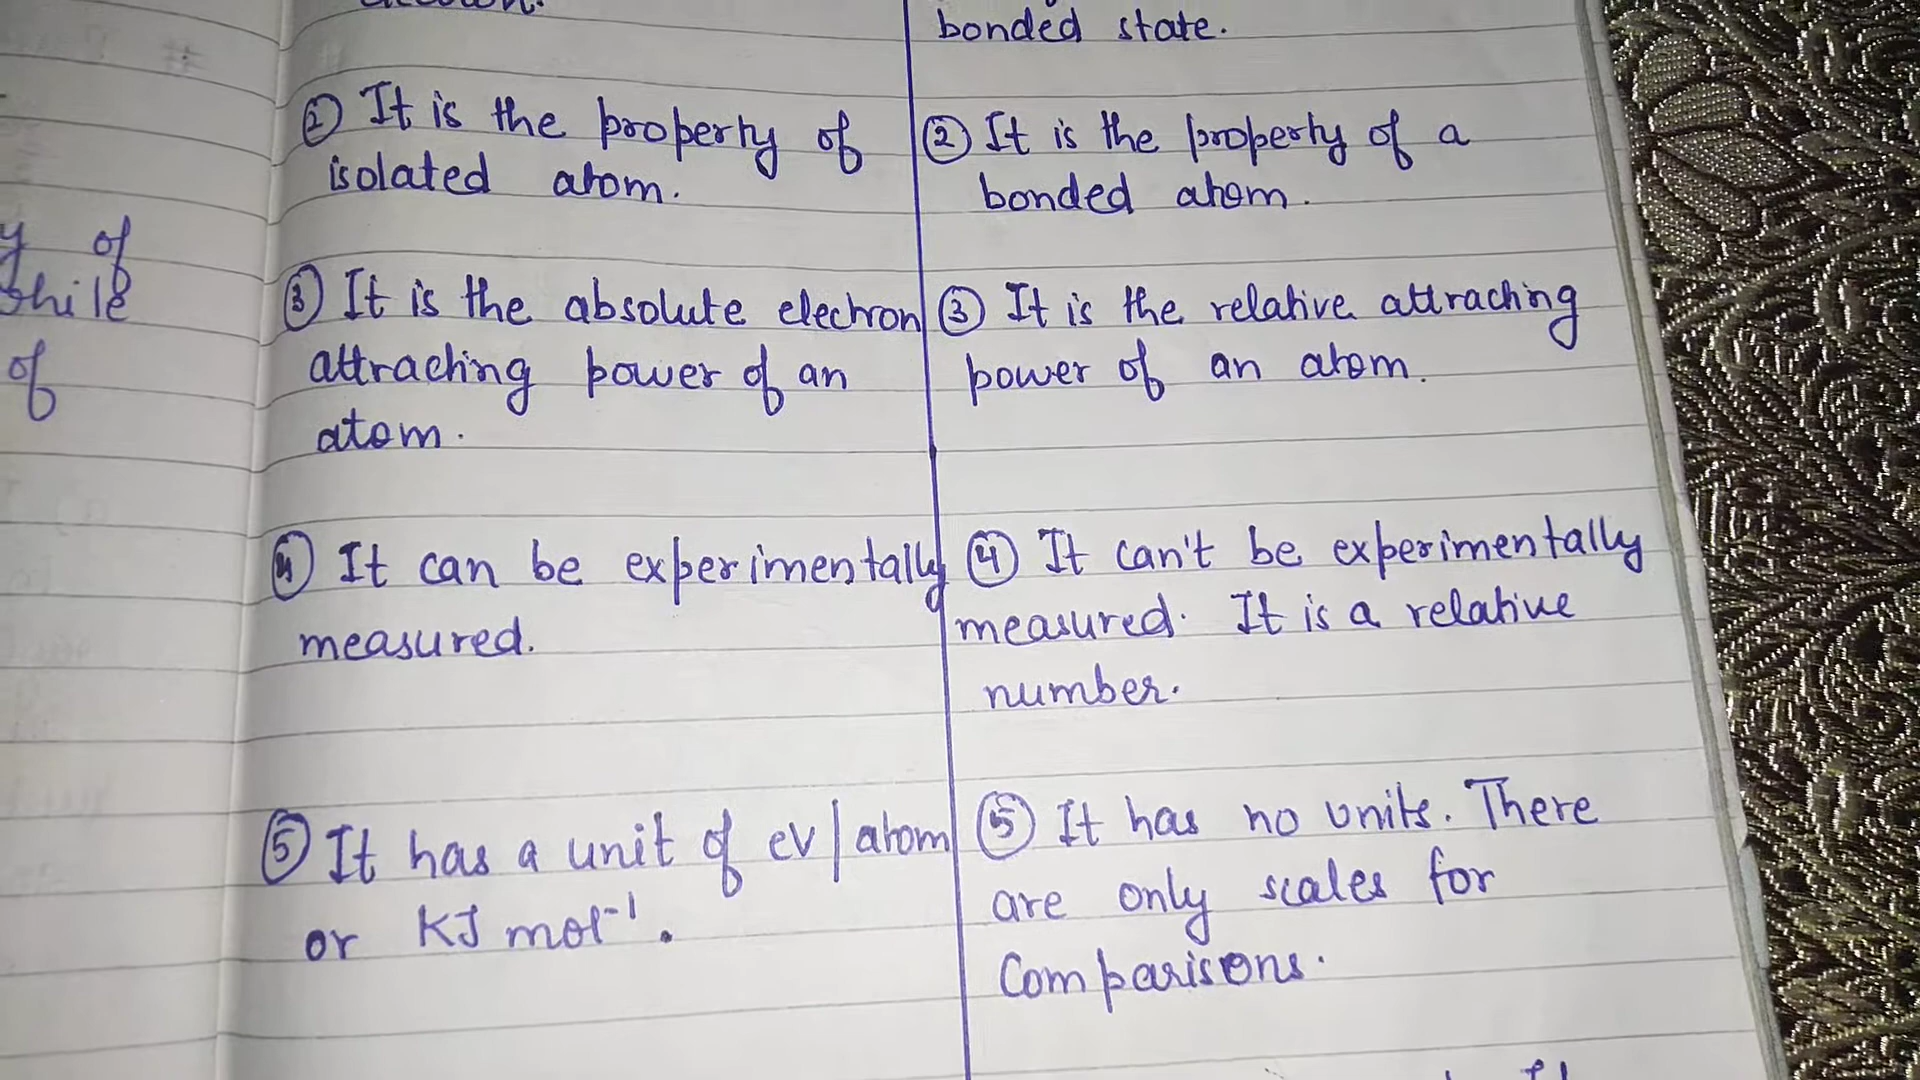 bonded state.
② It is the property of
isolated atom.
② It is the property of a
bonded atom.
y of
while
of
③ It is the absolute electron
attracting power of an
atom.
③ It is the relative attracting
power of an atom.
④ It can be experimentally
measured.
④ It can't be experimentally
measured. It is a relative
number.
⑤ It has a unit of eV/atom
or KJ mol⁻¹.
⑤ It has no units. There
are only scales for
Comparisons.